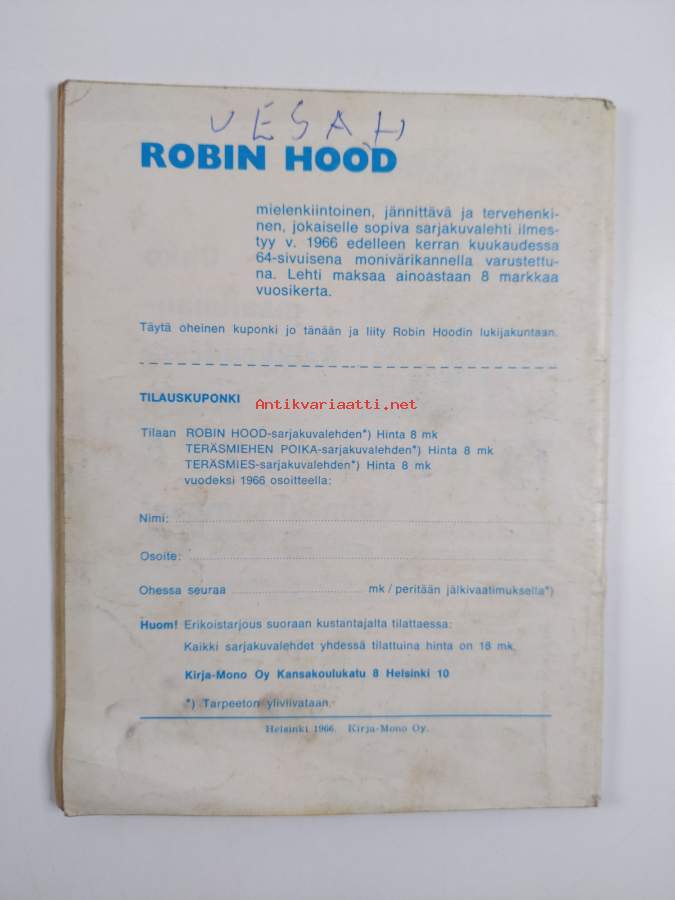 VESA H
ROBIN HOOD
mielenkiintoinen, jännittävä ja tervehenki-
nen, jokaiselle sopiva sarjakuvalehti ilmes-
tyy v. 1966 edelleen kerran kuukaudessa
64-sivuisena monivärikannella varustettu-
na. Lehti maksaa ainoastaan 8 markkaa
vuosikerta.
Täytä oheinen kuponki jo tänään ja liity Robin Hoodin lukijakuntaan.
TILAUSKUPONKI
Antikvariaatti.net
Tilaan ROBIN HOOD-sarjakuvalehden*) Hinta 8 mk
TERÄSMIEHEN POIKA-sarjakuvalehden*) Hinta 8 mk
TERÄSMIES-sarjakuvalehden*) Hinta 8 mk
vuodeksi 1966 osoitteella:
Nimi:
Osoite:
Ohessa seuraa mk/peritään jälkivaatimuksella*)
Huom! Erikoistarjous suoraan kustantajalta tilattaessa:
Kaikki sarjakuvalehdet yhdessä tilattuina hinta on 18 mk.
Kirja-Mono Oy Kansakoulukatu 8 Helsinki 10
*) Tarpeeton yliviivataan.
Helsinki 1966. Kirja-Mono Oy.